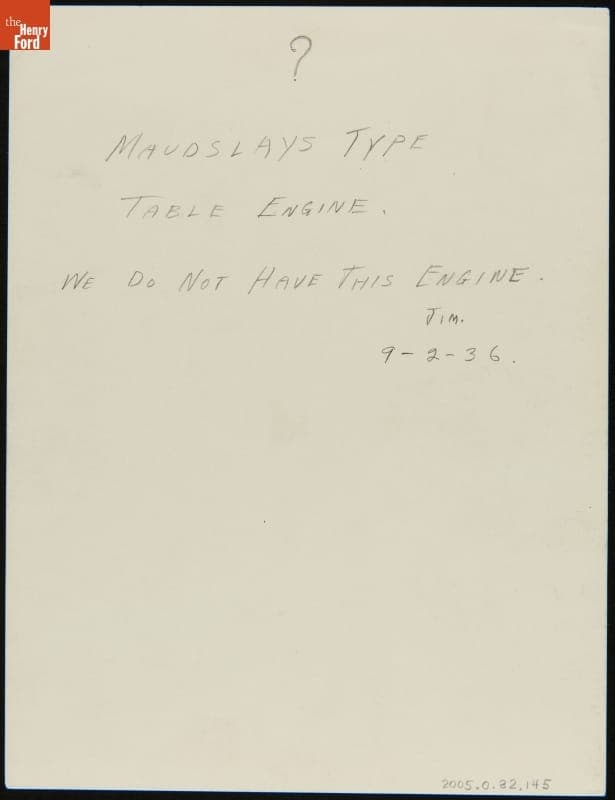 the
Henry
Ford
?
MAUDSLAYS TYPE
TABLE ENGINE.
WE DO NOT HAVE THIS ENGINE.
JIM.
9-2-36.
2005.0.32.145